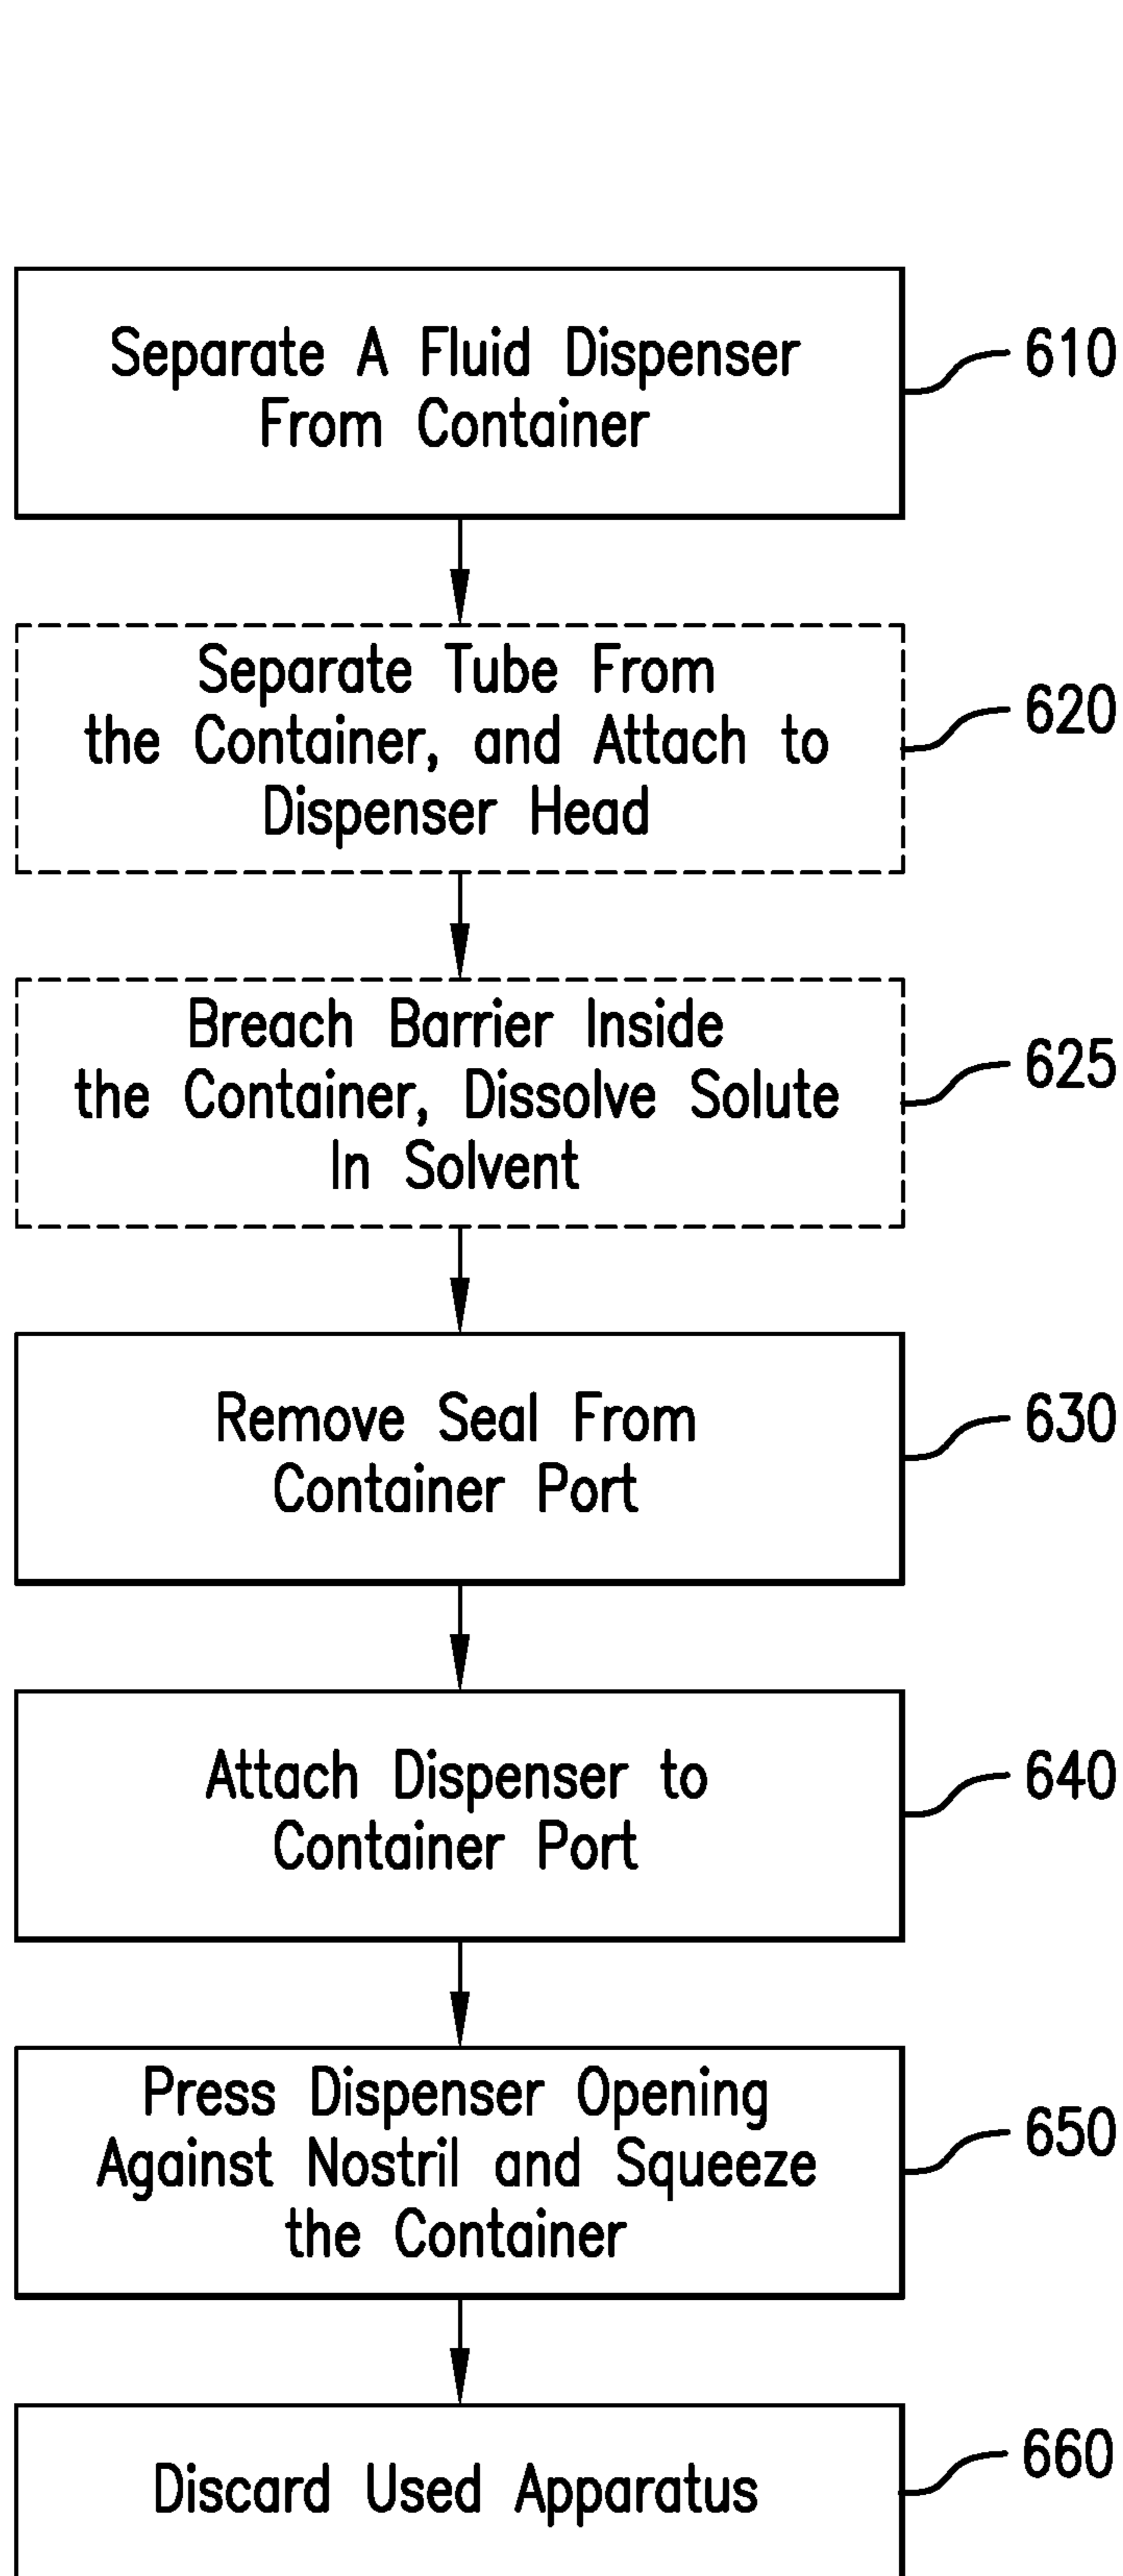 Separate A Fluid Dispenser
From Container
610
Separate Tube From
the Container, and Attach to
Dispenser Head
620
Breach Barrier Inside
the Container, Dissolve Solute
In Solvent
625
Remove Seal From
Container Port
630
Attach Dispenser to
Container Port
640
Press Dispenser Opening
Against Nostril and Squeeze
the Container
650
Discard Used Apparatus
660